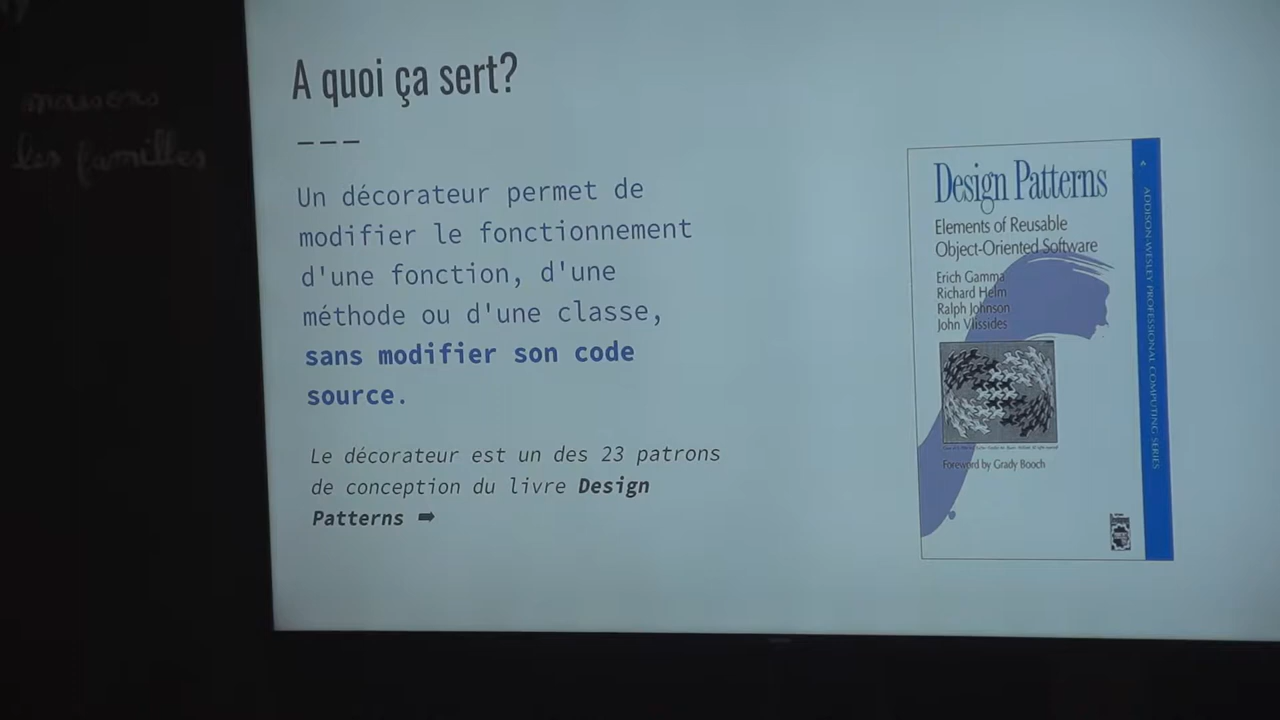 maisons
les familles
A quoi ça sert?
———
Un décorateur permet de
modifier le fonctionnement
d'une fonction, d'une
méthode ou d'une classe,
sans modifier son code
source.
Le décorateur est un des 23 patrons
de conception du livre Design
Patterns ➡
Design Patterns
Elements of Reusable
Object-Oriented Software
Erich Gamma
Richard Helm
Ralph Johnson
John Vlissides
Foreword by Grady Booch
ADDISON-WESLEY PROFESSIONAL COMPUTING SERIES